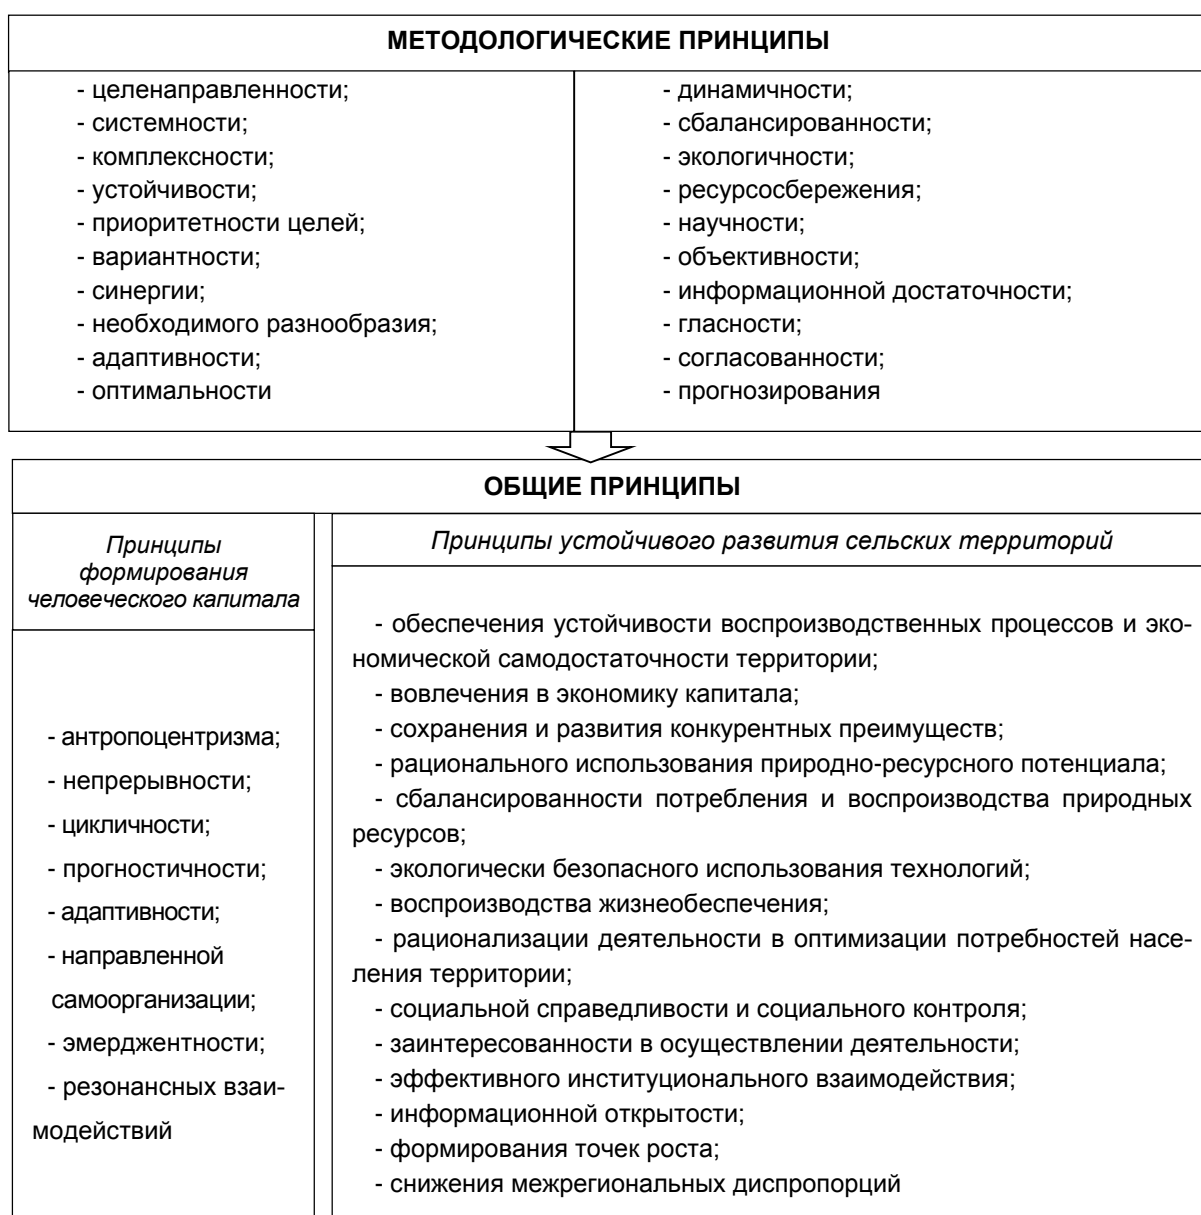 МЕТОДОЛОГИЧЕСКИЕ ПРИНЦИПЫ
- целенаправленности;
- системности;
- комплексности;
- устойчивости;
- приоритетности целей;
- вариантности;
- синергии;
- необходимого разнообразия;
- адаптивности;
- оптимальности
- динамичности;
- сбалансированности;
- экологичности;
- ресурсосбережения;
- научности;
- объективности;
- информационной достаточности;
- гласности;
- согласованности;
- прогнозирования
ОБЩИЕ ПРИНЦИПЫ
Принципы
формирования
человеческого капитала
- антропоцентризма;
- непрерывности;
- цикличности;
- прогностичности;
- адаптивности;
- направленной
самоорганизации;
- эмерджентности;
- резонансных взаи-
модействий
Принципы устойчивого развития сельских территорий
- обеспечения устойчивости воспроизводственных процессов и эко-
номической самодостаточности территории;
- вовлечения в экономику капитала;
- сохранения и развития конкурентных преимуществ;
- рационального использования природно-ресурсного потенциала;
- сбалансированности потребления и воспроизводства природных
ресурсов;
- экологически безопасного использования технологий;
- воспроизводства жизнеобеспечения;
- рационализации деятельности в оптимизации потребностей насе-
ления территории;
- социальной справедливости и социального контроля;
- заинтересованности в осуществлении деятельности;
- эффективного институционального взаимодействия;
- информационной открытости;
- формирования точек роста;
- снижения межрегиональных диспропорций